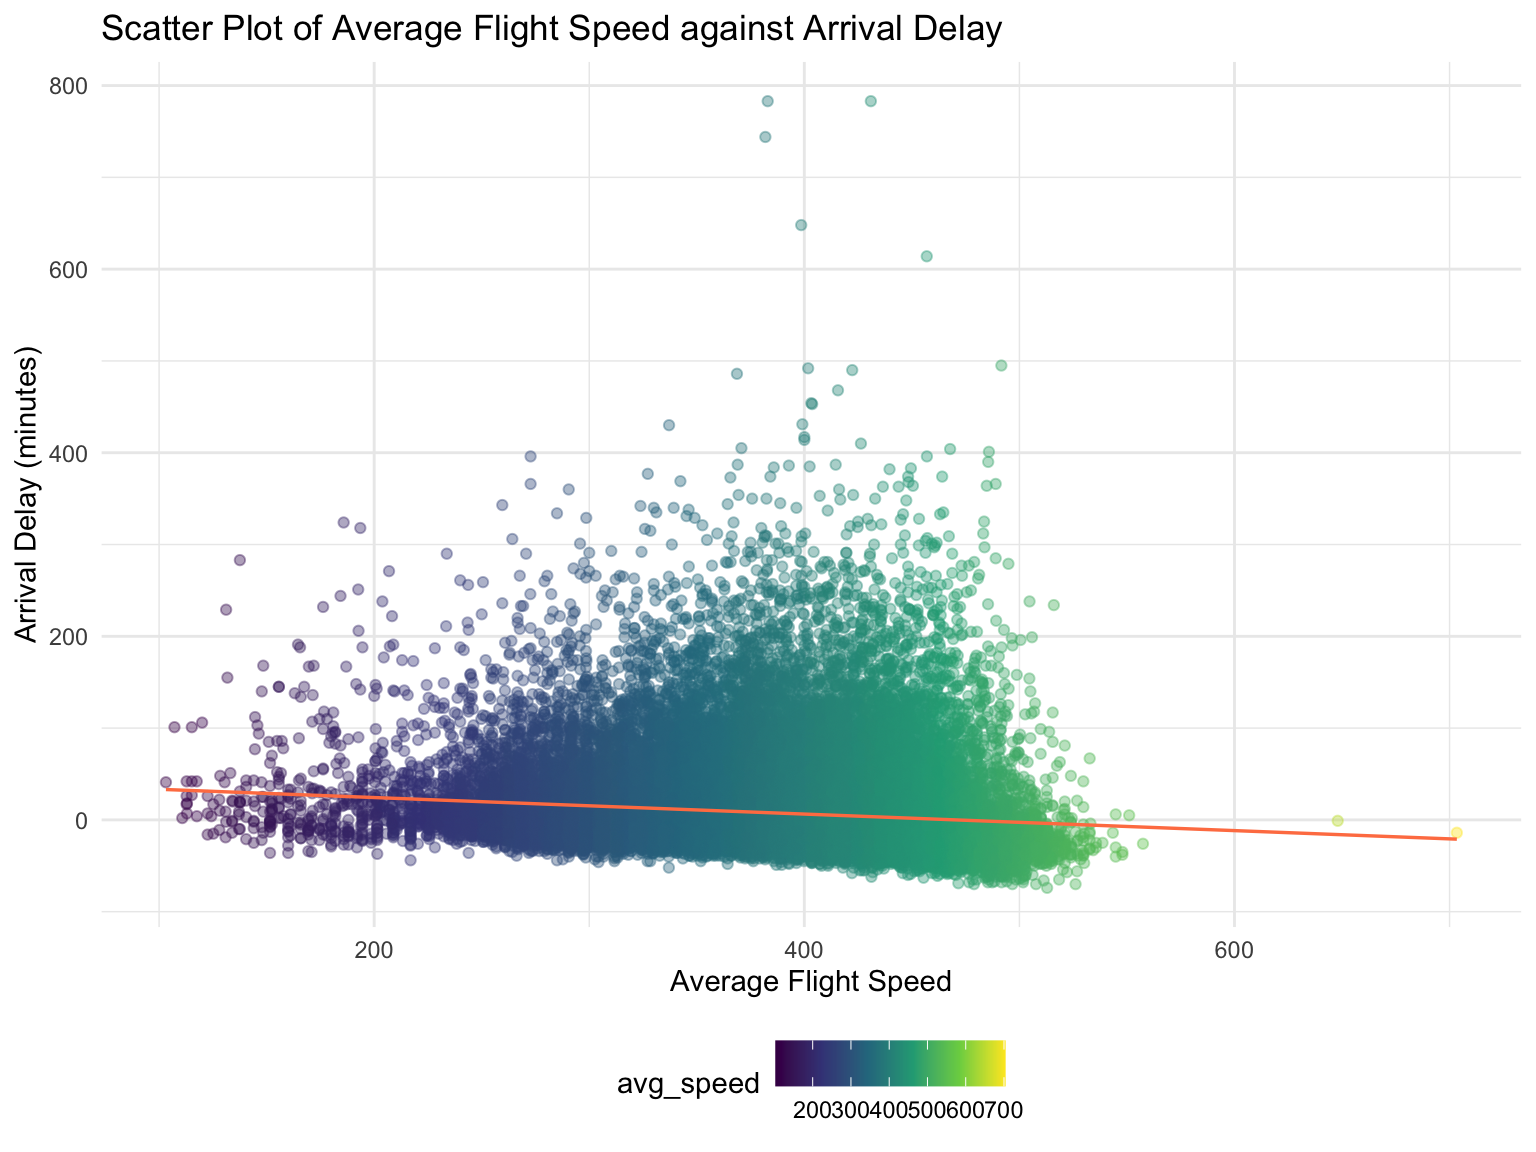 Scatter Plot of Average Flight Speed against Arrival Delay
800
600
400
200
0
Arrival Delay (minutes)
200 400 600
Average Flight Speed
avg_speed
200300400500600700